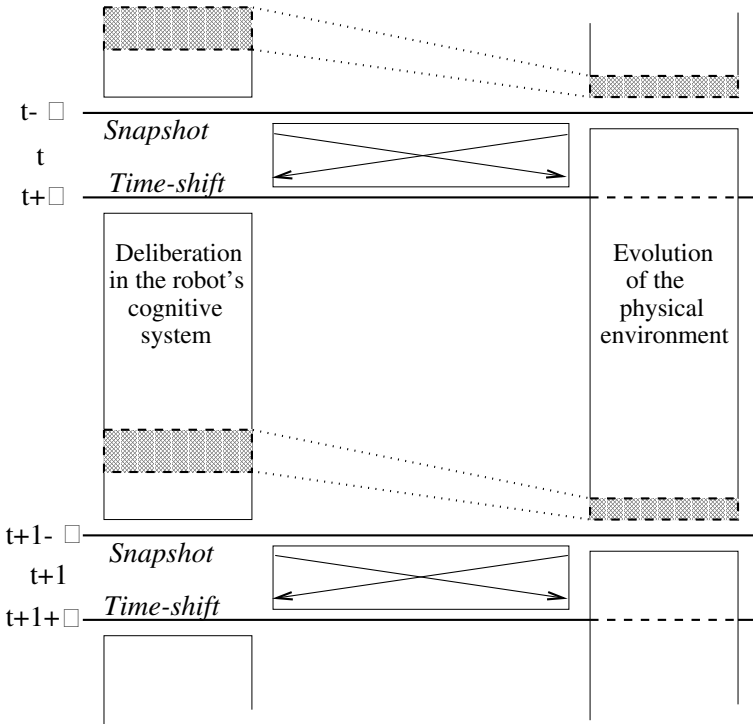 t- □
Snapshot
t
t+ □
Time-shift
Deliberation
in the robot's
cognitive
system
Evolution
of the
physical
environment
t+1- □
Snapshot
t+1
t+1+ □
Time-shift